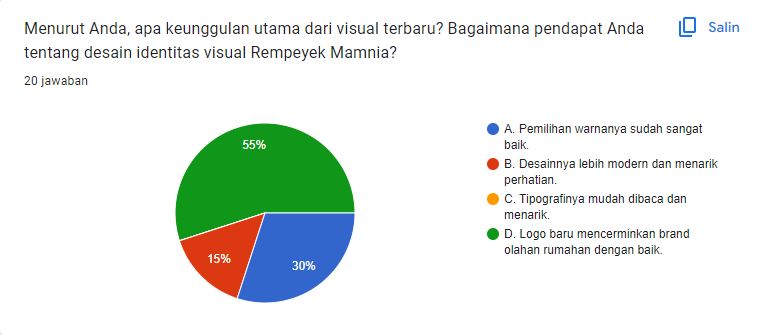 Menurut Anda, apa keunggulan utama dari visual terbaru? Bagaimana pendapat Anda
tentang desain identitas visual Rempeyek Mamnia?
Salin
20 jawaban
55%
15%
30%
A. Pemilihan warnanya sudah sangat
baik.
B. Desainnya lebih modern dan menarik
perhatian.
C. Tipografinya mudah dibaca dan
menarik.
D. Logo baru mencerminkan brand
olahan rumahan dengan baik.